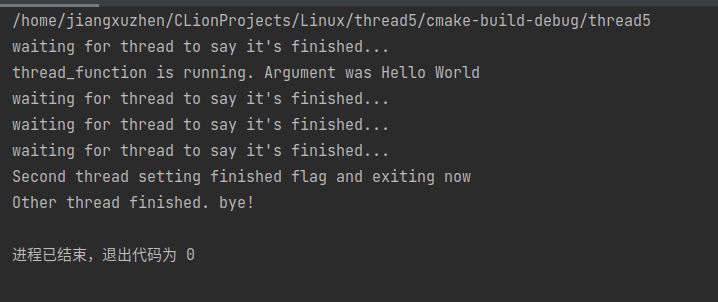 /home/jiangxuzhen/CLionProjects/Linux/thread5/cmake-build-debug/thread5
waiting for thread to say it's finished...
thread_function is running. Argument was Hello World
waiting for thread to say it's finished...
waiting for thread to say it's finished...
waiting for thread to say it's finished...
Second thread setting finished flag and exiting now
Other thread finished. bye!
进程已结束，退出代码为 0